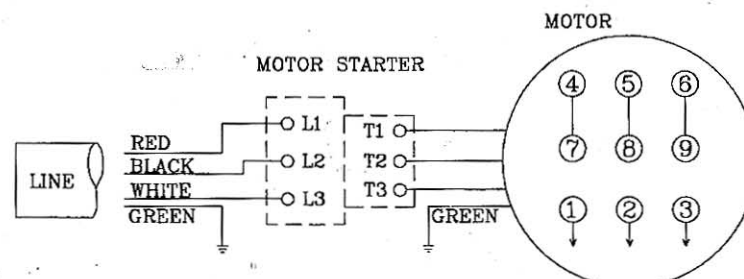 MOTOR
MOTOR STARTER
4 5 6
RED
L1
T1
BLACK
L2
T2
7 8 9
LINE
WHITE
L3
T3
GREEN
GREEN
1 2 3